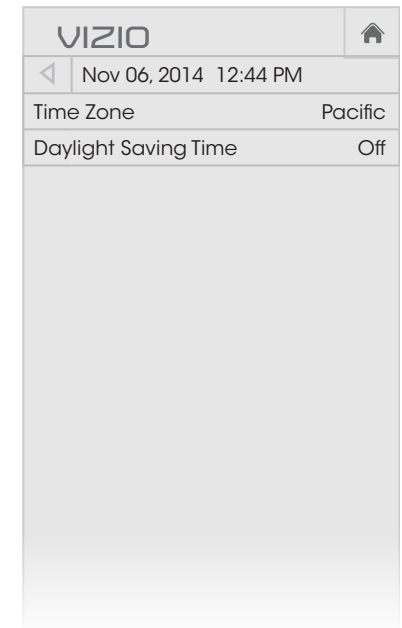 VIZIO
Nov 06, 2014 12:44 PM
Time Zone Pacific
Daylight Saving Time Off